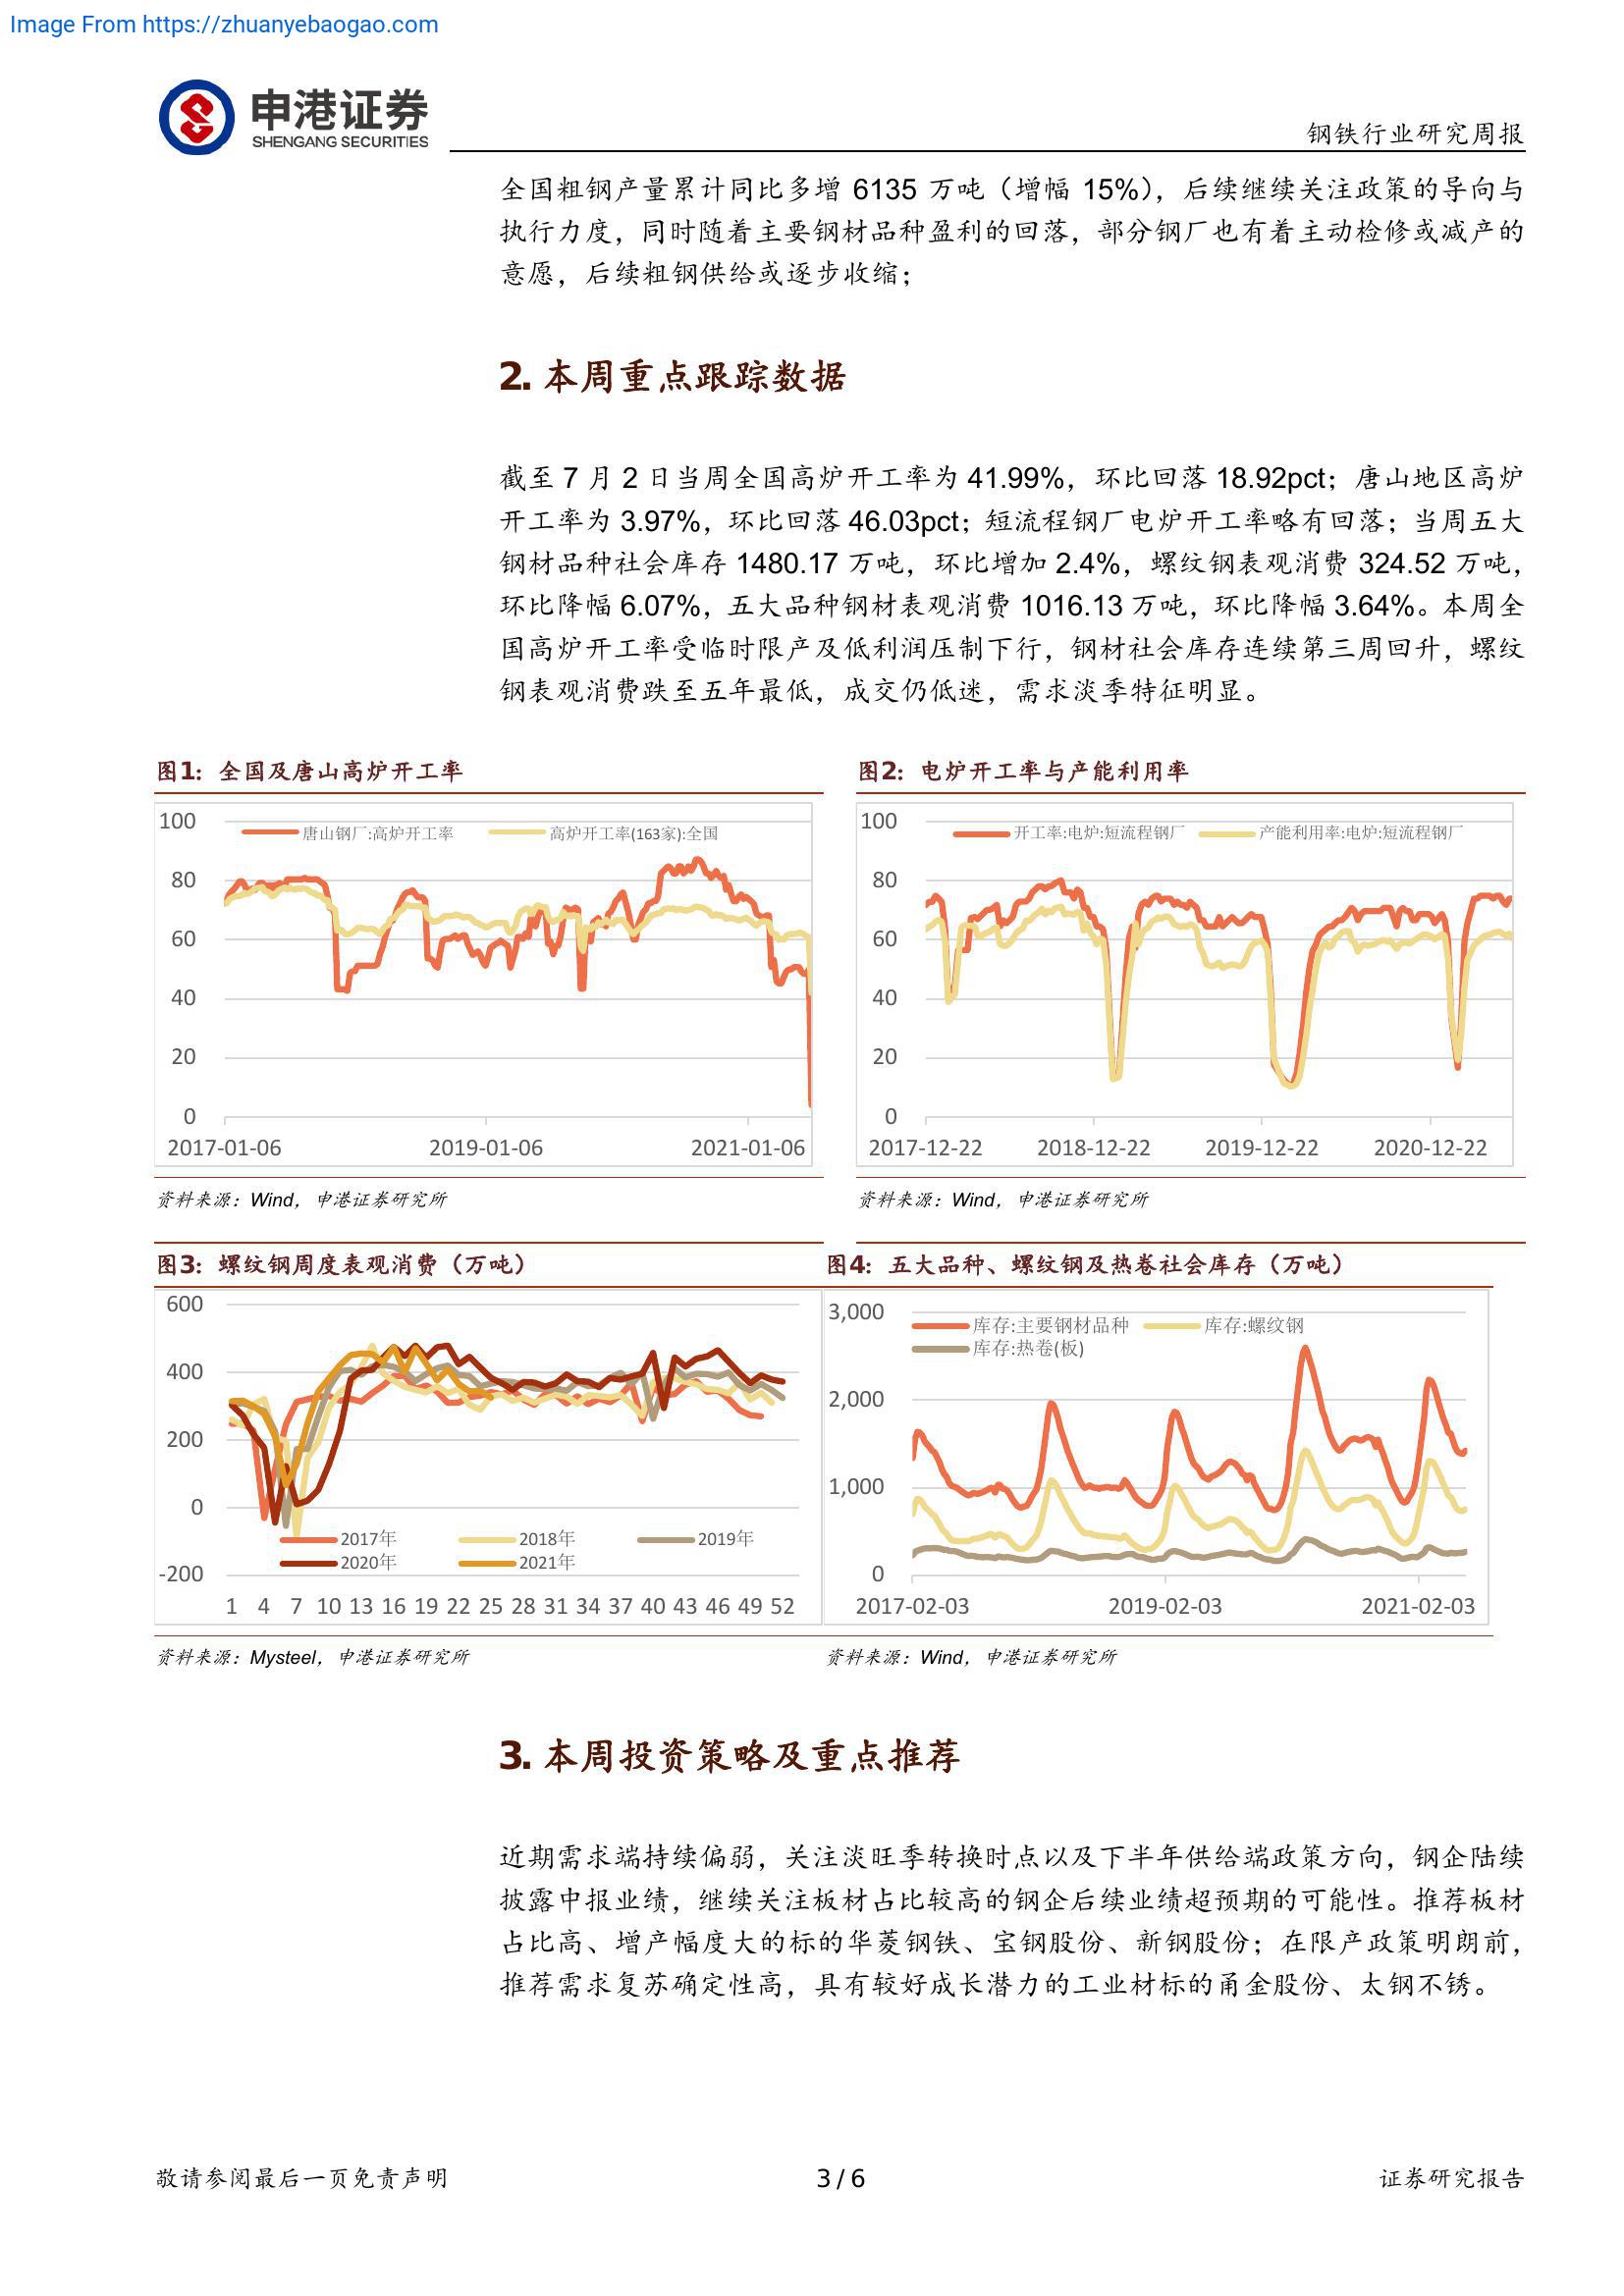 Image From https://zhuanyebaogao.com
申港证券
SHENGANG SECURITIES
钢铁行业研究周报
全国粗钢产量累计同比多增 6135 万吨（增幅 15%），后续继续关注政策的导向与
执行力度，同时随着主要钢材品种盈利的回落，部分钢厂也有着主动检修或减产的
意愿，后续粗钢供给或逐步收缩；
2. 本周重点跟踪数据
截至 7 月 2 日当周全国高炉开工率为 41.99%，环比回落 18.92pct；唐山地区高炉
开工率为 3.97%，环比回落 46.03pct；短流程钢厂电炉开工率略有回落；当周五大
钢材品种社会库存 1480.17 万吨，环比增加 2.4%，螺纹钢表观消费 324.52 万吨，
环比降幅 6.07%，五大品种钢材表观消费 1016.13 万吨，环比降幅 3.64%。本周全
国高炉开工率受临时限产及低利润压制下行，钢材社会库存连续第三周回升，螺纹
钢表观消费跌至五年最低，成交仍低迷，需求淡季特征明显。
图1：全国及唐山高炉开工率
100
唐山钢厂:高炉开工率
高炉开工率(163家):全国
80
60
40
20
0
2017-01-06
2019-01-06
2021-01-06
资料来源：Wind，申港证券研究所
图2：电炉开工率与产能利用率
100
开工率:电炉:短流程钢厂
产能利用率:电炉:短流程钢厂
80
60
40
20
0
2017-12-22
2018-12-22
2019-12-22
2020-12-22
资料来源：Wind，申港证券研究所
图3：螺纹钢周度表观消费（万吨）
600
400
200
0
2017年
2018年
2019年
2020年
2021年
-200
1 4 7 10 13 16 19 22 25 28 31 34 37 40 43 46 49 52
资料来源：Mysteel，申港证券研究所
图4：五大品种、螺纹钢及热卷社会库存（万吨）
3,000
库存:主要钢材品种
库存:螺纹钢
库存:热卷(板)
2,000
1,000
0
2017-02-03
2019-02-03
2021-02-03
资料来源：Wind，申港证券研究所
3. 本周投资策略及重点推荐
近期需求端持续偏弱，关注淡旺季转换时点以及下半年供给端政策方向，钢企陆续
披露中报业绩，继续关注板材占比较高的钢企后续业绩超预期的可能性。推荐板材
占比高、增产幅度大的标的华菱钢铁、宝钢股份、新钢股份；在限产政策明朗前，
推荐需求复苏确定性高，具有较好成长潜力的工业材标的甬金股份、太钢不锈。
敬请参阅最后一页免责声明
3 / 6
证券研究报告